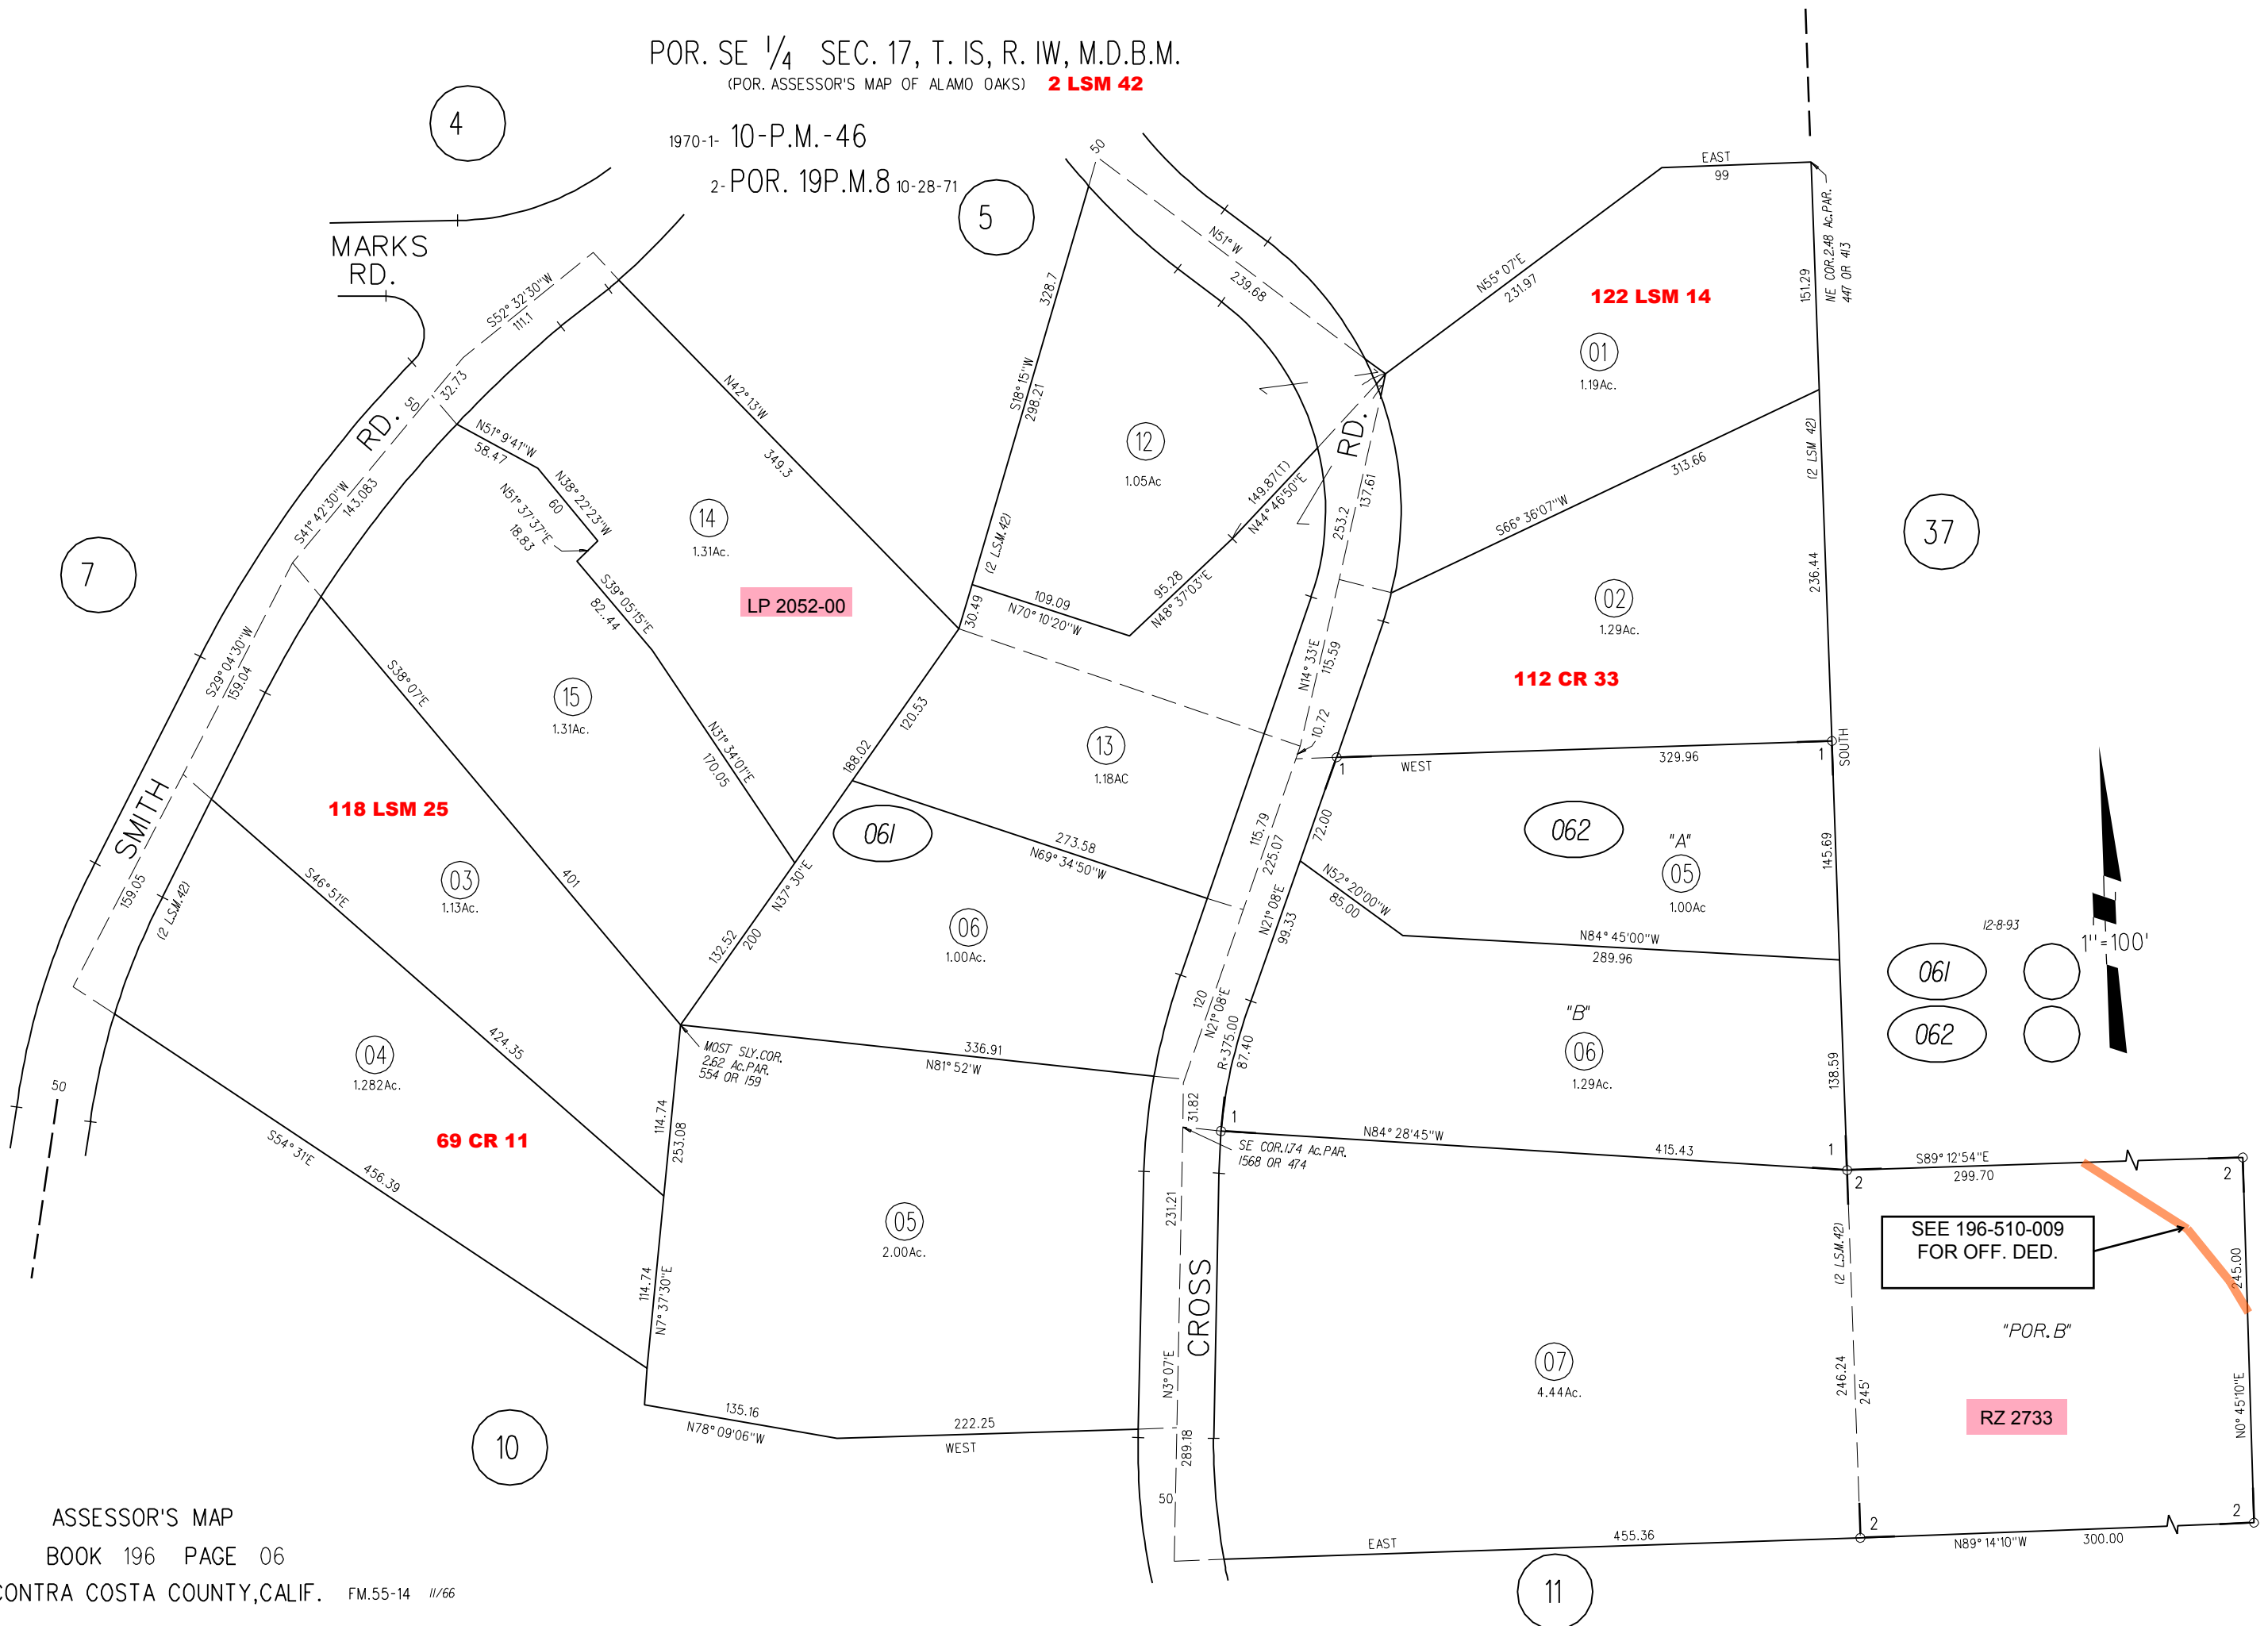 POR. SE 1/4 SEC. 17, T. 1S, R. 1W, M.D.B.M.
(POR. ASSESSOR'S MAP OF ALAMO OAKS) 2 LSM 42
1970-1- 10-P.M.-46
2- POR. 19P.M.8 10-28-71
4
5
7
10
11
37
MARKS
RD.
SMITH
RD.
50
S52° 32'30"W
111.1
32.73
S41° 42'30"W
143.083
S29° 04'30"W
159.04
159.05
(2 L.S.M.42)
50
N51° 9'41"W
58.47
N38° 22'23"W
60
N51° 37'37"E
18.83
S39° 05'15"E
82..44
N31° 34'01"E
170.05
N42° 13'W
349.3
14
1.31Ac.
LP 2052-00
15
1.31Ac.
S38° 07'E
401
118 LSM 25
03
1.13Ac.
S46° 51'E
424.35
04
1.282Ac.
69 CR 11
S54° 31'E
456.39
50
328.7
S18° 15"W
298.21
(2 L.S.M.42)
30.49
12
1.05Ac
109.09
N70° 10'20"W
95.28
N48° 37'03"E
149.87(T)
N44° 46'50"E
N51° W
239.68
RD.
253.2
137.61
N14° 33'E
115.59
10.72
120.53
188.02
N37° 30'E
132.52
200
13
1.18AC
061
273.58
N69° 34'50"W
06
1.00Ac.
336.91
N81° 52'W
MOST SLY.COR.
2.62 Ac.PAR.
554 OR 159
114.74
253.08
114.74
N7° 37'30"E
05
2.00Ac.
135.16
N78° 09'06"W
222.25
WEST
115.79
225.07
N21° 08'E
99.33
72.00
120
N21° 08'E
R=375.00
87.40
31.82
231.21
N3° 07'E
289.18
50
CROSS
EAST
99
N55° 07'E
231.97
122 LSM 14
01
1.19Ac.
151.29
NE COR.2.48 Ac.PAR.
447 OR 413
(2 LSM 42)
S66° 36'07"W
313.66
236.44
02
1.29Ac.
112 CR 33
WEST
329.96
1
1
SOUTH
062
"A"
05
1.00Ac
145.69
N52° 20'00"W
85.00
N84° 45'00"W
289.96
"B"
06
1.29Ac.
138.59
1
SE COR.1.74 Ac.PAR.
1568 OR 474
N84° 28'45"W
415.43
1
2
S89° 12'54"E
299.70
2
SEE 196-510-009
FOR OFF. DED.
245.00
"POR.B"
RZ 2733
N0° 45'10"E
(2 L.S.M.42)
246.24
245'
07
4.44Ac.
EAST
455.36
2
N89° 14'10"W
300.00
2
12-8-93
061
062
1"=100'
ASSESSOR'S MAP
BOOK 196 PAGE 06
CONTRA COSTA COUNTY,CALIF. FM.55-14 11/66